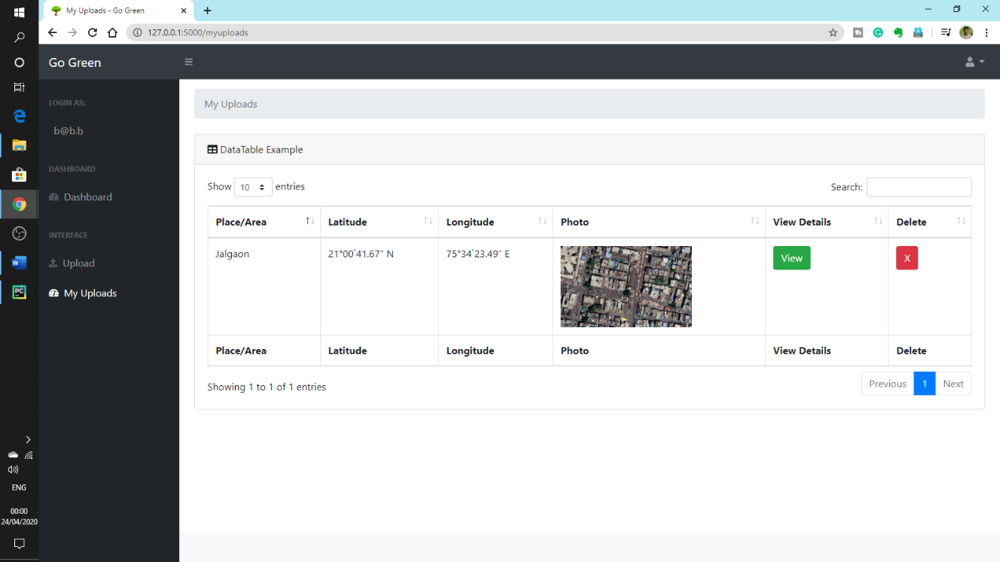 My Uploads - Go Green
127.0.0.1:5000/myuploads
Go Green
LOGIN AS:
b@b.b
DASHBOARD
Dashboard
INTERFACE
Upload
My Uploads
My Uploads
DataTable Example
Show 10 entries
Search:
Place/Area Latitude Longitude Photo View Details Delete
Jalgaon 21°00`41.67″ N 75°34`23.49″ E View X
Place/Area Latitude Longitude Photo View Details Delete
Showing 1 to 1 of 1 entries
Previous 1 Next
ENG
00:00
24/04/2020